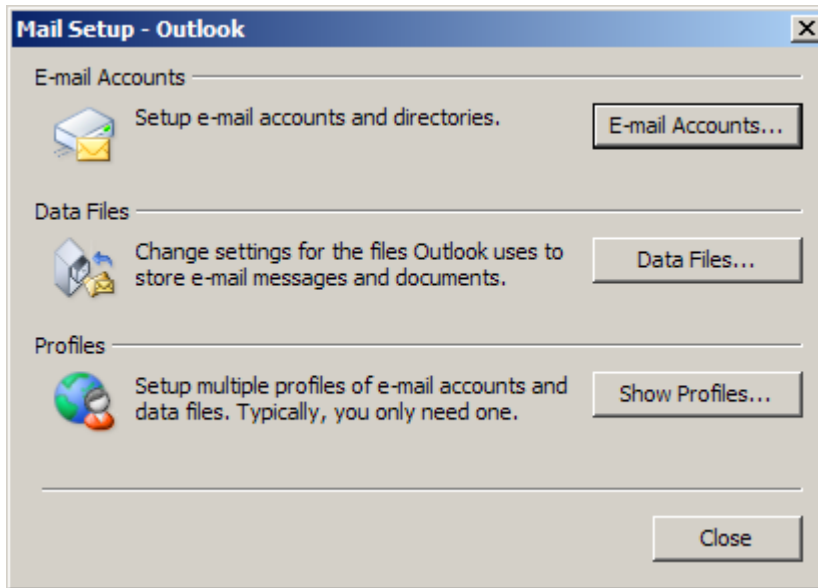 Mail Setup - Outlook
E-mail Accounts
Setup e-mail accounts and directories.
E-mail Accounts...
Data Files
Change settings for the files Outlook uses to
store e-mail messages and documents.
Data Files...
Profiles
Setup multiple profiles of e-mail accounts and
data files. Typically, you only need one.
Show Profiles...
Close